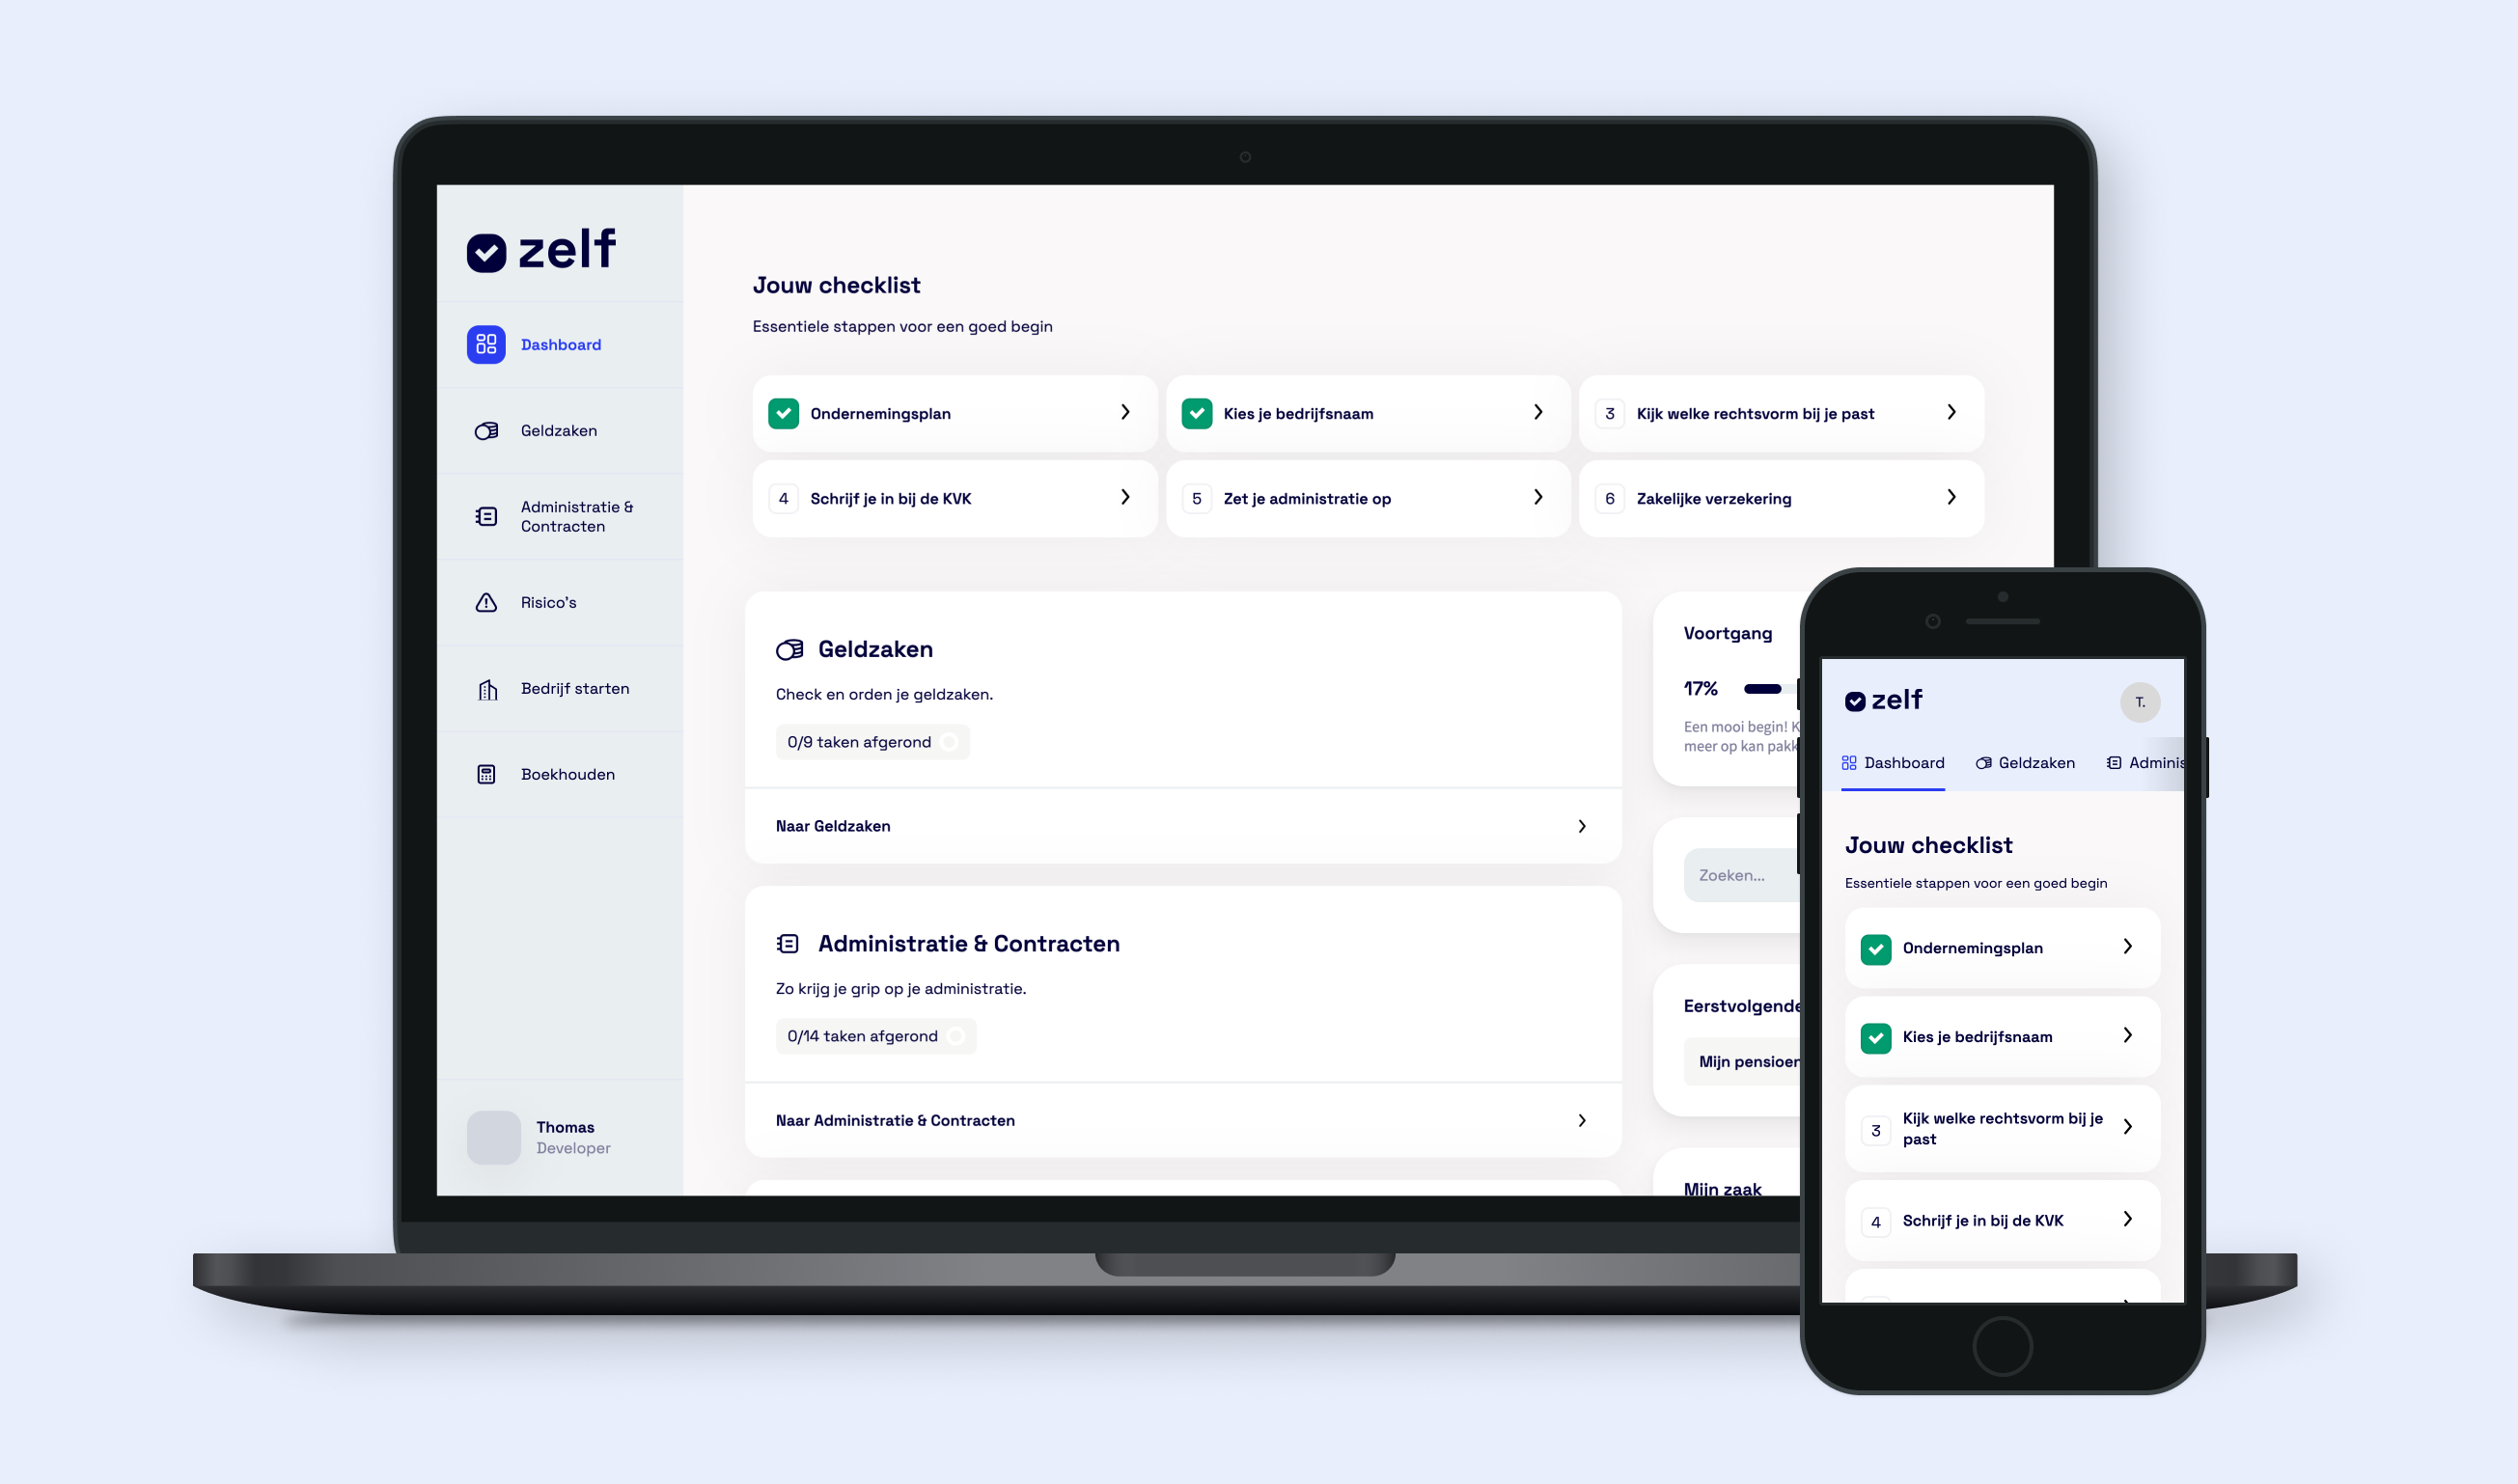 zelf
Dashboard
Geldzaken
Administratie &
Contracten
Risico's
Bedrijf starten
Boekhouden
Thomas
Developer
Jouw checklist
Essentiele stappen voor een goed begin
Ondernemingsplan
Kies je bedrijfsnaam
3 Kijk welke rechtsvorm bij je past
4 Schrijf je in bij de KVK
5 Zet je administratie op
6 Zakelijke verzekering
Geldzaken
Check en orden je geldzaken.
0/9 taken afgerond
Naar Geldzaken
Administratie & Contracten
Zo krijg je grip op je administratie.
0/14 taken afgerond
Naar Administratie & Contracten
Voortgang
17%
Een mooi begin! K
meer op kan pakk
Zoeken...
Eerstvolgende
Mijn pensioen
Mijn zaak
zelf
T.
Dashboard
Geldzaken
Adminis
Jouw checklist
Essentiele stappen voor een goed begin
Ondernemingsplan
Kies je bedrijfsnaam
3 Kijk welke rechtsvorm bij je
past
4 Schrijf je in bij de KVK